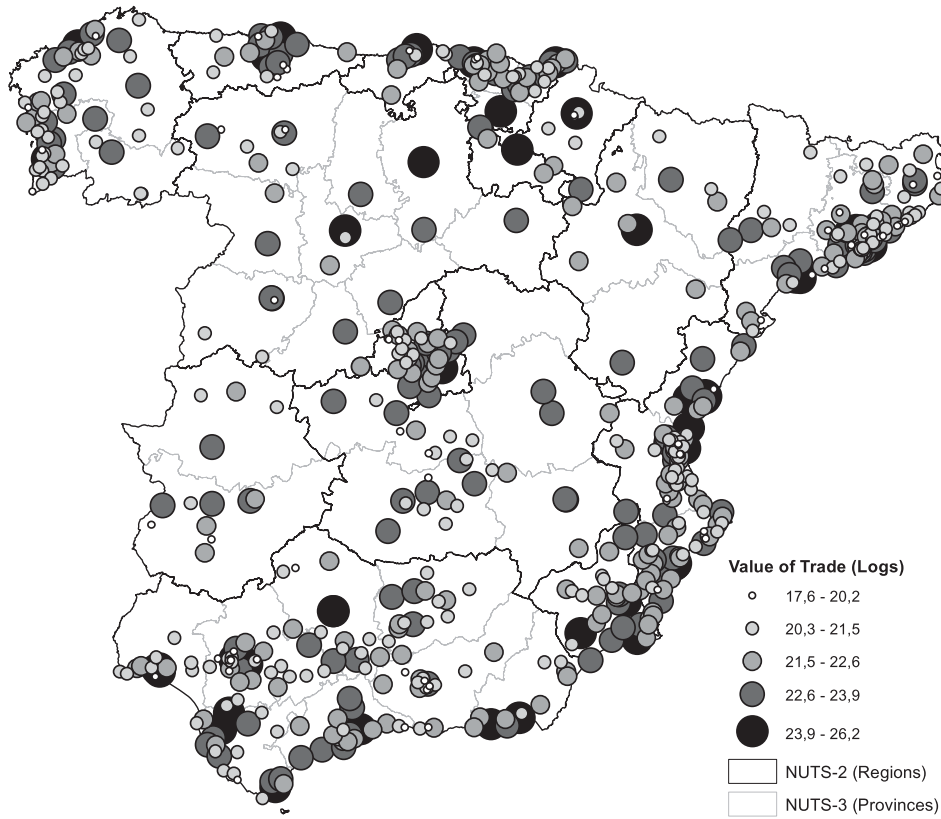 Value of Trade (Logs)
17,6 - 20,2
20,3 - 21,5
21,5 - 22,6
22,6 - 23,9
23,9 - 26,2
NUTS-2 (Regions)
NUTS-3 (Provinces)